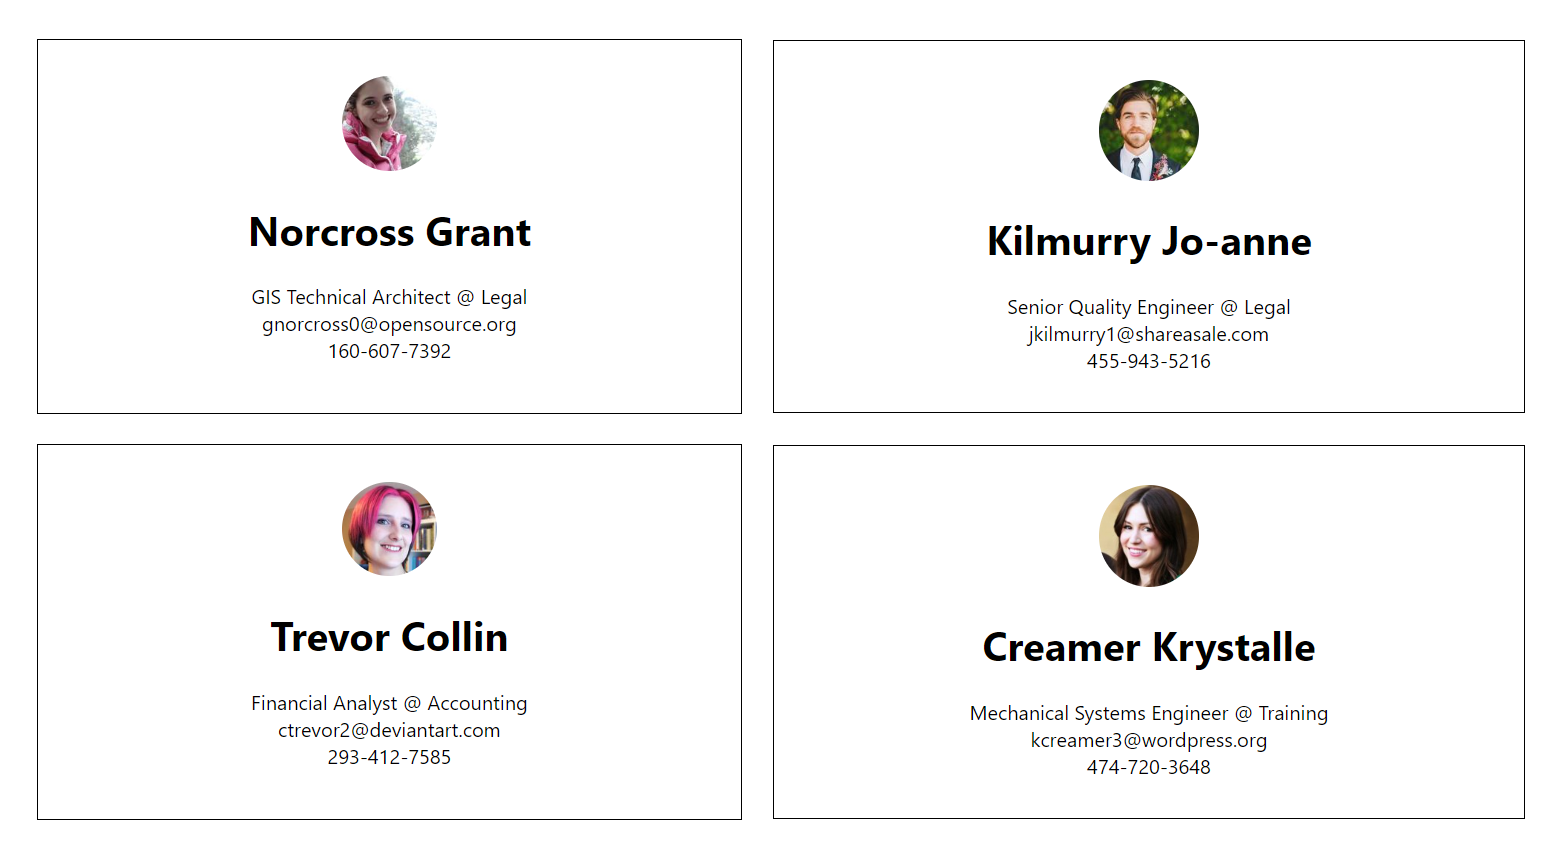 Norcross Grant
GIS Technical Architect @ Legal
gnorcross0@opensource.org
160-607-7392
Kilmurry Jo-anne
Senior Quality Engineer @ Legal
jkilmurry1@shareasale.com
455-943-5216
Trevor Collin
Financial Analyst @ Accounting
ctrevor2@deviantart.com
293-412-7585
Creamer Krystalle
Mechanical Systems Engineer @ Training
kcreamer3@wordpress.org
474-720-3648